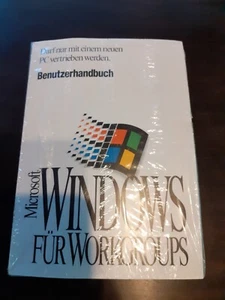 Darf nur mit einem neuen
PC vertrieben werden.
Benutzerhandbuch
Microsoft
WINDOWS
FÜR WORKGROUPS